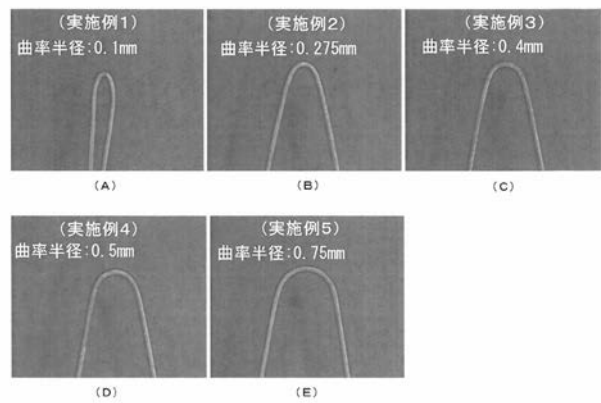 (実施例1)
曲率半径:0.1mm
(A)
(実施例2)
曲率半径:0.275mm
(B)
(実施例3)
曲率半径:0.4mm
(C)
(実施例4)
曲率半径:0.5mm
(D)
(実施例5)
曲率半径:0.75mm
(E)